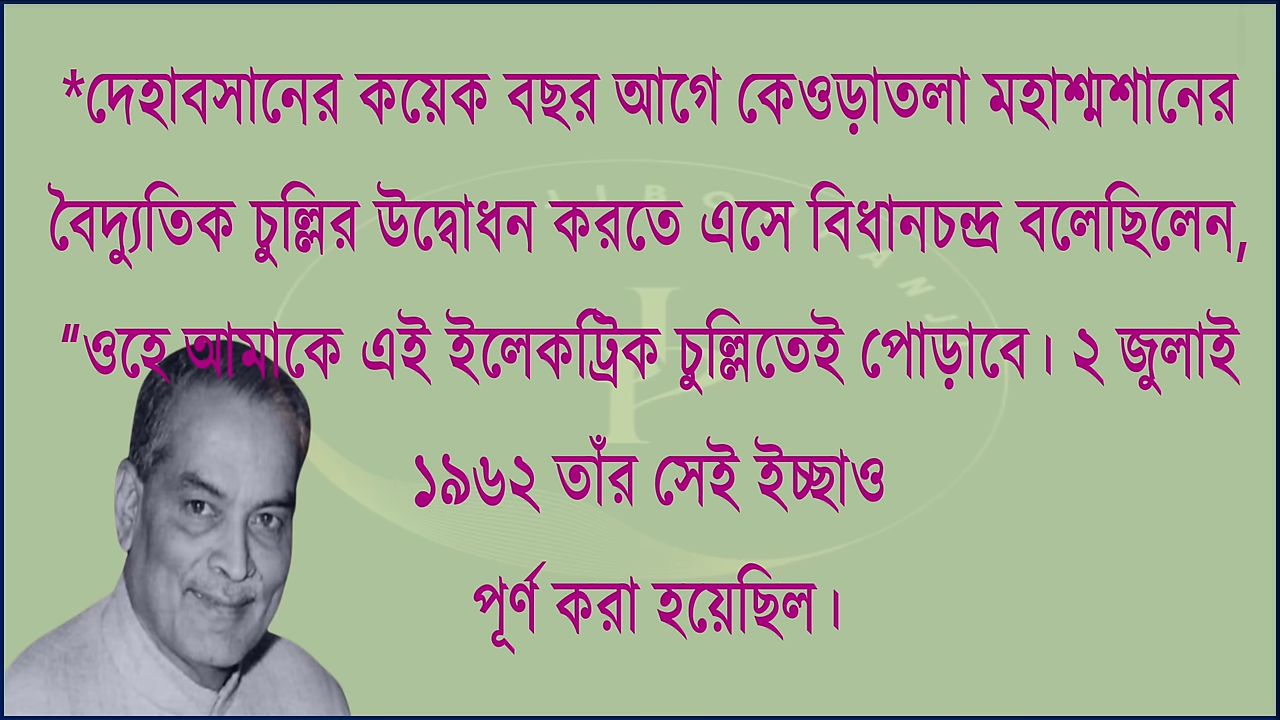 *দেহাবসানের কয়েক বছর আগে কেওড়াতলা মহাশ্মশানের
বৈদ্যুতিক চুল্লির উদ্বোধন করতে এসে বিধানচন্দ্র বলেছিলেন,
"ওহে আমাকে এই ইলেকট্রিক চুল্লিতেই পোড়াবে। ২ জুলাই
১৯৬২ তাঁর সেই ইচ্ছাও
পূর্ণ করা হয়েছিল।